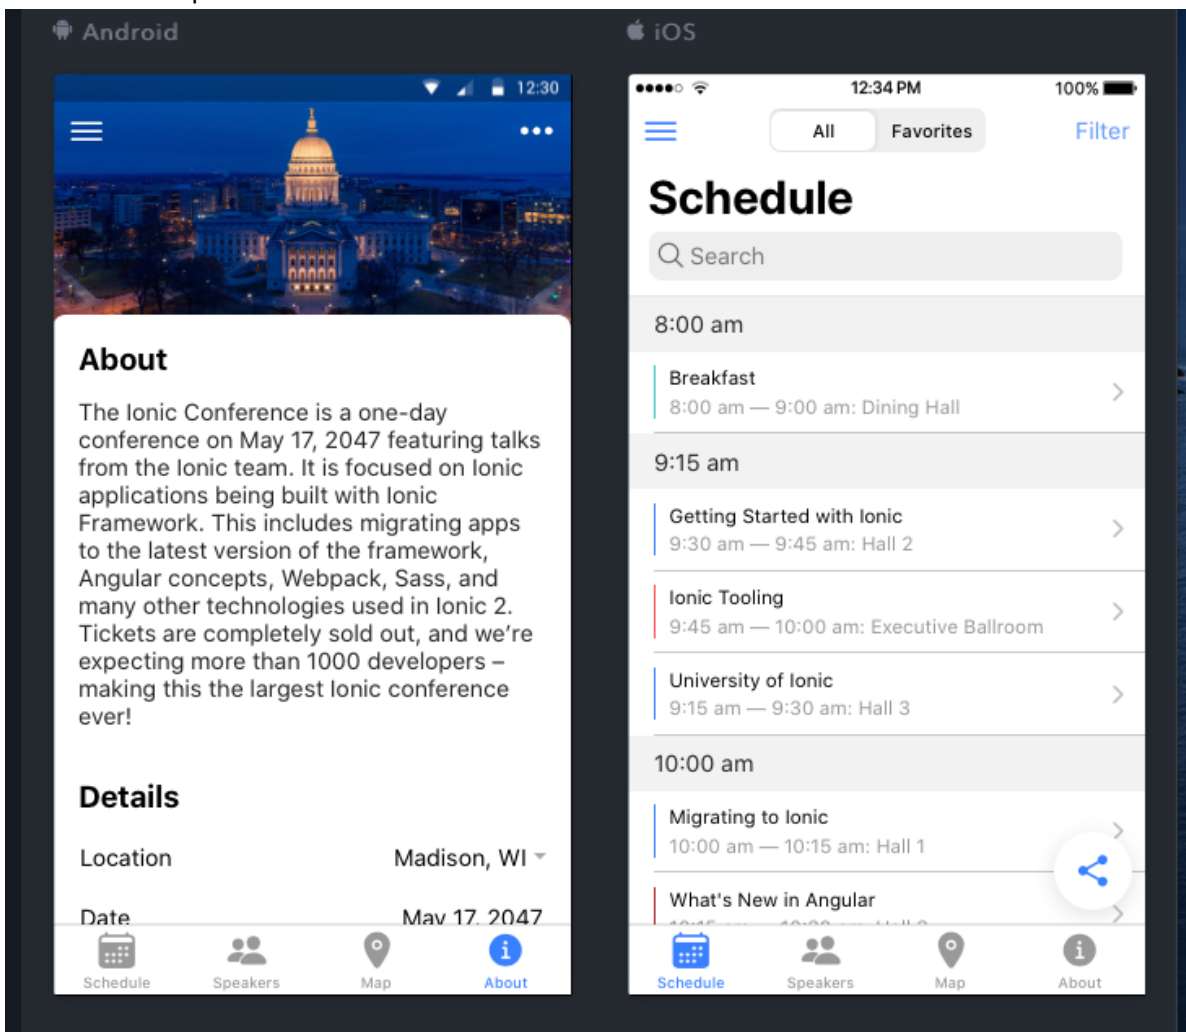 Android
12:30
About
The Ionic Conference is a one-day
conference on May 17, 2047 featuring talks
from the Ionic team. It is focused on Ionic
applications being built with Ionic
Framework. This includes migrating apps
to the latest version of the framework,
Angular concepts, Webpack, Sass, and
many other technologies used in Ionic 2.
Tickets are completely sold out, and we're
expecting more than 1000 developers –
making this the largest Ionic conference
ever!
Details
Location Madison, WI
Date May 17, 2047
Schedule Speakers Map About
iOS
12:34 PM 100%
All Favorites Filter
Schedule
Search
8:00 am
Breakfast
8:00 am — 9:00 am: Dining Hall
9:15 am
Getting Started with Ionic
9:30 am — 9:45 am: Hall 2
Ionic Tooling
9:45 am — 10:00 am: Executive Ballroom
University of Ionic
9:15 am — 9:30 am: Hall 3
10:00 am
Migrating to Ionic
10:00 am — 10:15 am: Hall 1
What's New in Angular
Schedule Speakers Map About